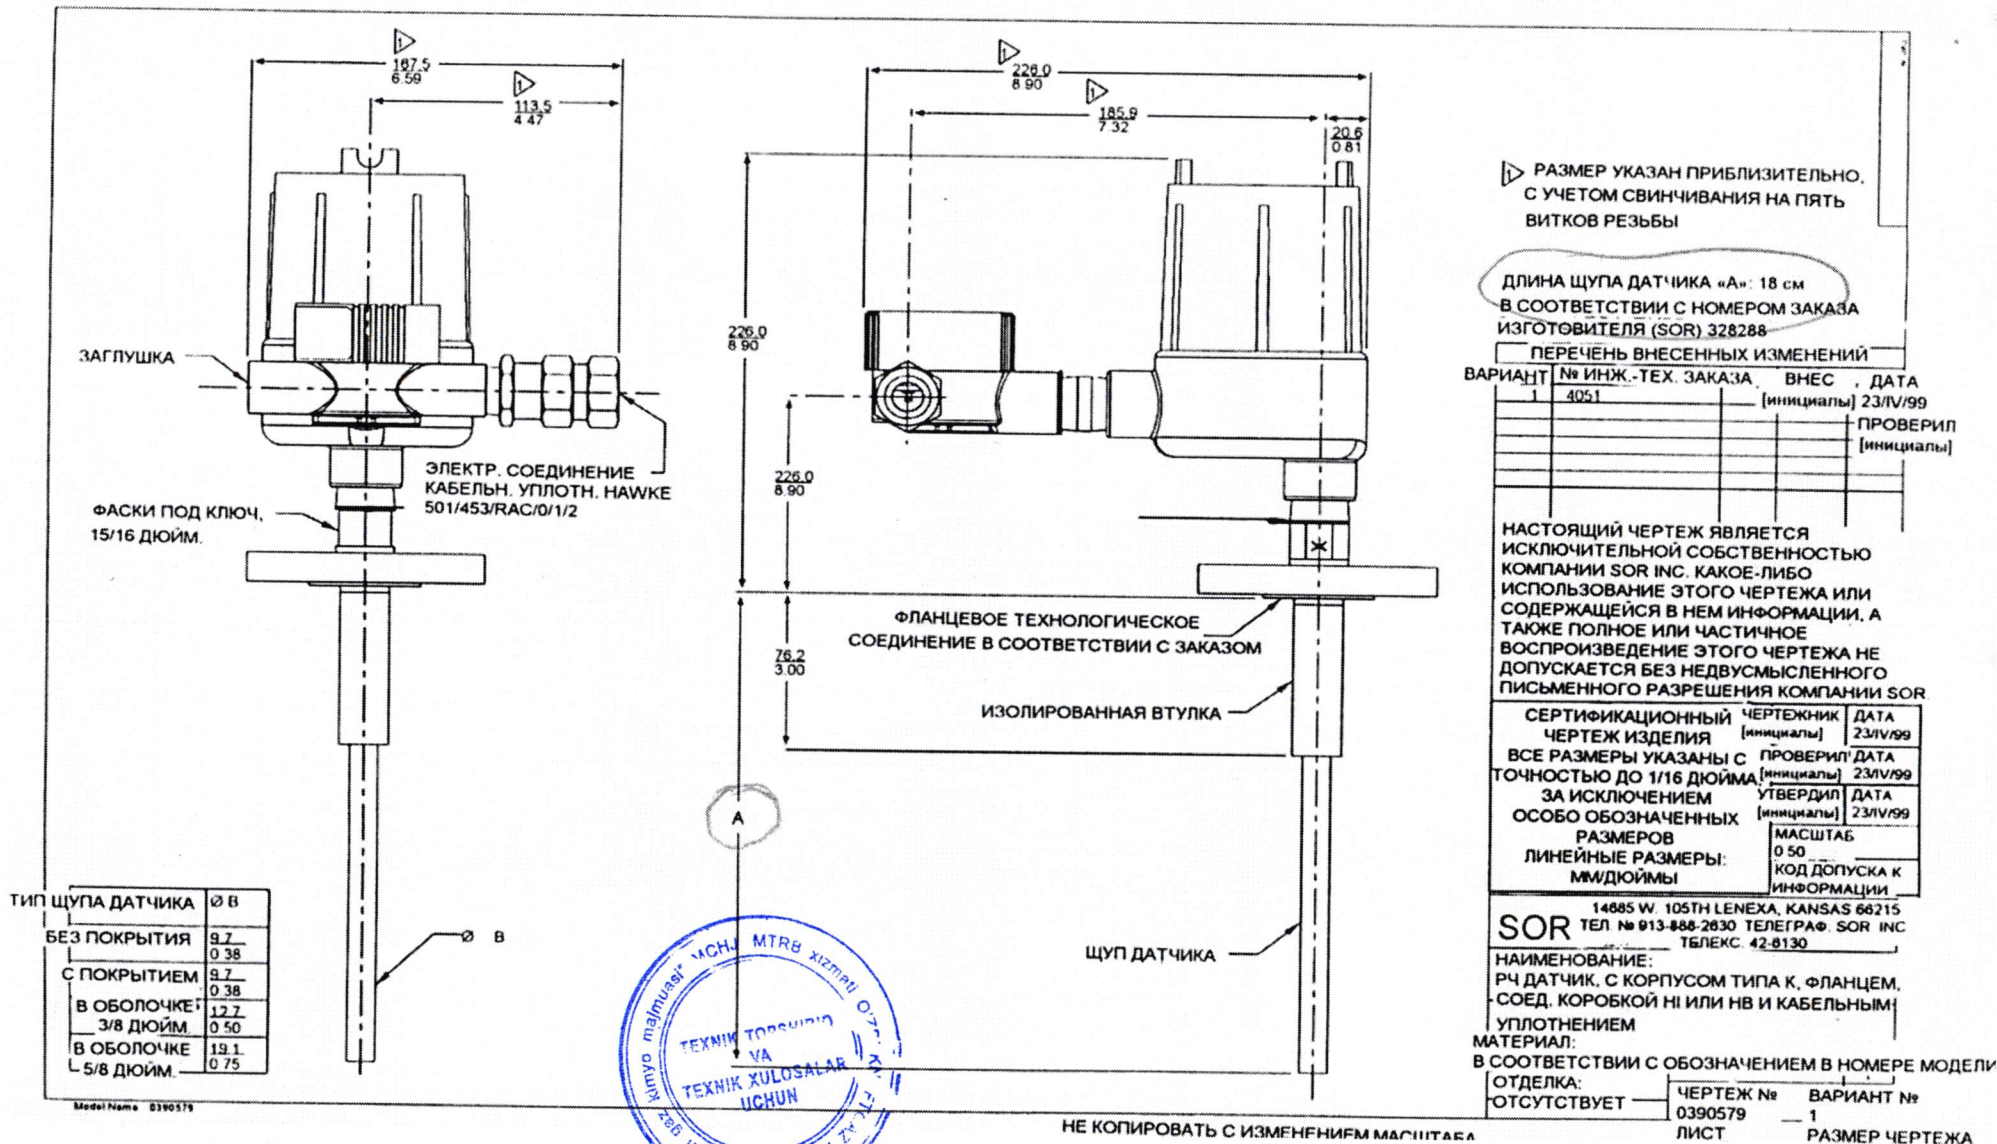 167.5
6.59
113.5
4.47
226.0
8.90
185.9
7.32
20.6
0.81
1 РАЗМЕР УКАЗАН ПРИБЛИЗИТЕЛЬНО,
С УЧЕТОМ СВИНЧИВАНИЯ НА ПЯТЬ
ВИТКОВ РЕЗЬБЫ
ДЛИНА ЩУПА ДАТЧИКА «А»: 18 см
В СООТВЕТСТВИИ С НОМЕРОМ ЗАКАЗА
ИЗГОТОВИТЕЛЯ (SOR) 328288
ПЕРЕЧЕНЬ ВНЕСЕННЫХ ИЗМЕНЕНИЙ
ВАРИАНТ № ИНЖ.-ТЕХ. ЗАКАЗА ВНЕС ДАТА
1 4051 [инициалы] 23/IV/99
ПРОВЕРИЛ
[инициалы]
ЗАГЛУШКА
ЭЛЕКТР. СОЕДИНЕНИЕ
КАБЕЛЬН. УПЛОТН. HAWKE
501/453/RAC/0/1/2
ФАСКИ ПОД КЛЮЧ,
15/16 ДЮЙМ.
226.0
8.90
226.0
8.90
76.2
3.00
ФЛАНЦЕВОЕ ТЕХНОЛОГИЧЕСКОЕ
СОЕДИНЕНИЕ В СООТВЕТСТВИИ С ЗАКАЗОМ
ИЗОЛИРОВАННАЯ ВТУЛКА
A
ЩУП ДАТЧИКА
Ø B
НАСТОЯЩИЙ ЧЕРТЕЖ ЯВЛЯЕТСЯ
ИСКЛЮЧИТЕЛЬНОЙ СОБСТВЕННОСТЬЮ
КОМПАНИИ SOR INC. КАКОЕ-ЛИБО
ИСПОЛЬЗОВАНИЕ ЭТОГО ЧЕРТЕЖА ИЛИ
СОДЕРЖАЩЕЙСЯ В НЕМ ИНФОРМАЦИИ, А
ТАКЖЕ ПОЛНОЕ ИЛИ ЧАСТИЧНОЕ
ВОСПРОИЗВЕДЕНИЕ ЭТОГО ЧЕРТЕЖА НЕ
ДОПУСКАЕТСЯ БЕЗ НЕДВУСМЫСЛЕННОГО
ПИСЬМЕННОГО РАЗРЕШЕНИЯ КОМПАНИИ SOR
СЕРТИФИКАЦИОННЫЙ
ЧЕРТЕЖ ИЗДЕЛИЯ
ВСЕ РАЗМЕРЫ УКАЗАНЫ С
ТОЧНОСТЬЮ ДО 1/16 ДЮЙМА
ЗА ИСКЛЮЧЕНИЕМ
ОСОБО ОБОЗНАЧЕННЫХ
РАЗМЕРОВ
ЛИНЕЙНЫЕ РАЗМЕРЫ:
ММ/ДЮЙМЫ
ЧЕРТЕЖНИК ДАТА
[инициалы] 23/IV/99
ПРОВЕРИЛ ДАТА
[инициалы] 23/IV/99
УТВЕРДИЛ ДАТА
[инициалы] 23/IV/99
МАСШТАБ
0 50
КОД ДОПУСКА К
ИНФОРМАЦИИ
SOR
14685 W. 105TH LENEXA, KANSAS 66215
ТЕЛ. № 913-888-2630 ТЕЛЕГРАФ. SOR INC
ТЕЛЕКС. 42-6130
НАИМЕНОВАНИЕ:
РЧ ДАТЧИК, С КОРПУСОМ ТИПА К, ФЛАНЦЕМ,
СОЕД. КОРОБКОЙ HI ИЛИ HB И КАБЕЛЬНЫМ
УПЛОТНЕНИЕМ
МАТЕРИАЛ:
В СООТВЕТСТВИИ С ОБОЗНАЧЕНИЕМ В НОМЕРЕ МОДЕЛИ
ОТДЕЛКА:
ОТСУТСТВУЕТ
ЧЕРТЕЖ № ВАРИАНТ №
0390579 1
ЛИСТ РАЗМЕР ЧЕРТЕЖА
ТИП ЩУПА ДАТЧИКА Ø B
БЕЗ ПОКРЫТИЯ 9.7
0.38
С ПОКРЫТИЕМ 9.7
0.38
В ОБОЛОЧКЕ 12.7
3/8 ДЮЙМ. 0 50
В ОБОЛОЧКЕ 19.1
5/8 ДЮЙМ. 0 75
Model Name 0390579
kimyo majmuasi" MCHJ MTRB xizmati
TEXNIK TOPSHIRIQ
VA
TEXNIK XULOSALAR
UCHUN
НЕ КОПИРОВАТЬ С ИЗМЕНЕНИЕМ МАСШТАБА